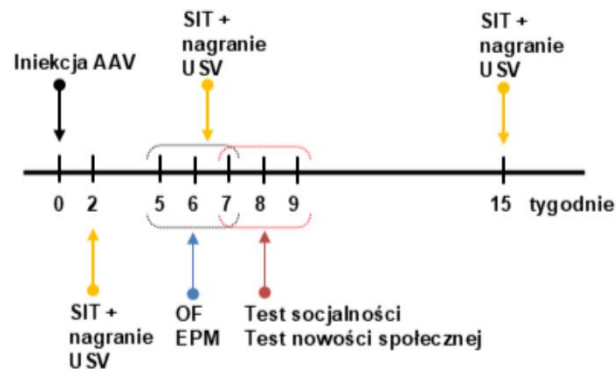 SIT +
nagranie
USV
SIT +
nagranie
USV
Iniekcja AAV
0 2 5 6 7 8 9 15 tygodnie
SIT +
nagranie
USV
OF
EPM
Test socjalności
Test nowości społecznej